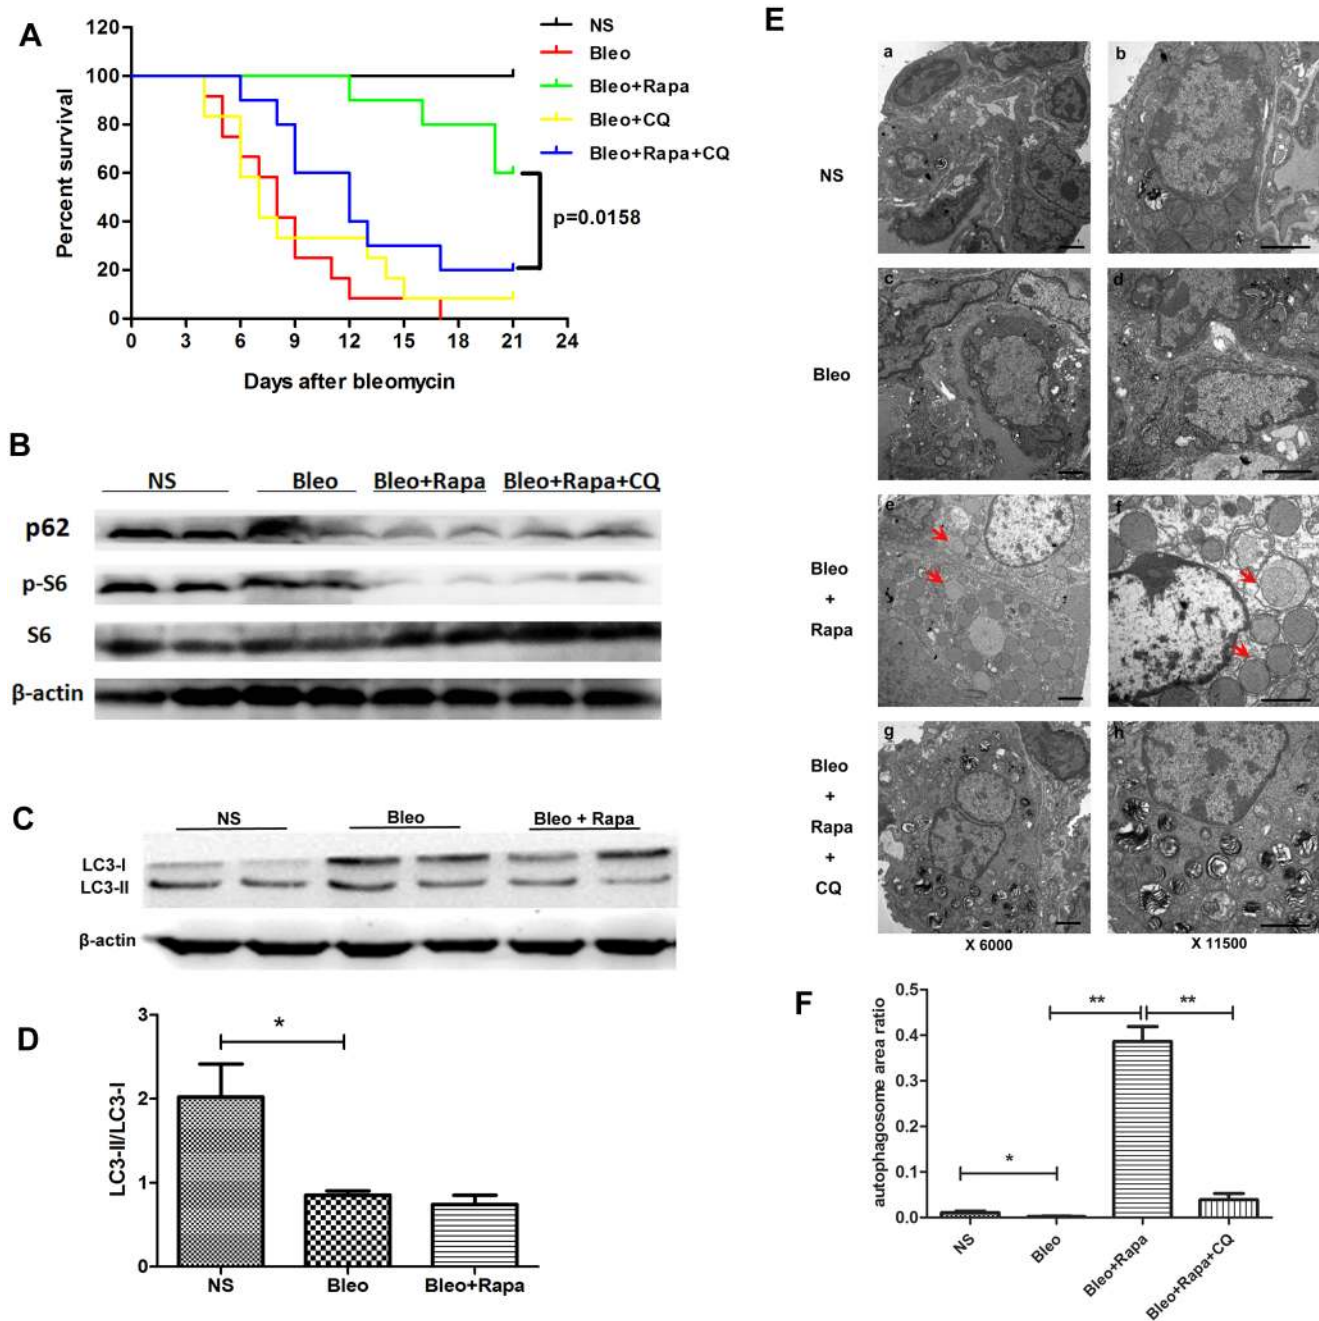 A
120
100
80
60
40
20
0
Percent survival
0 3 6 9 12 15 18 21 24
Days after bleomycin
NS
Bleo
Bleo+Rapa
Bleo+CQ
Bleo+Rapa+CQ
p=0.0158
B
NS Bleo Bleo+Rapa Bleo+Rapa+CQ
p62
p-S6
S6
β-actin
C
NS Bleo Bleo + Rapa
LC3-I
LC3-II
β-actin
D
3
2
1
0
LC3-II/LC3-I
*
NS Bleo Bleo+Rapa
E
a b
NS
c d
Bleo
e f
Bleo
+
Rapa
g h
Bleo
+
Rapa
+
CQ
X 6000 X 11500
F
0.5
0.4
0.3
0.2
0.1
0.0
autophagosome area ratio
* ** **
NS Bleo Bleo+Rapa Bleo+Rapa+CQ